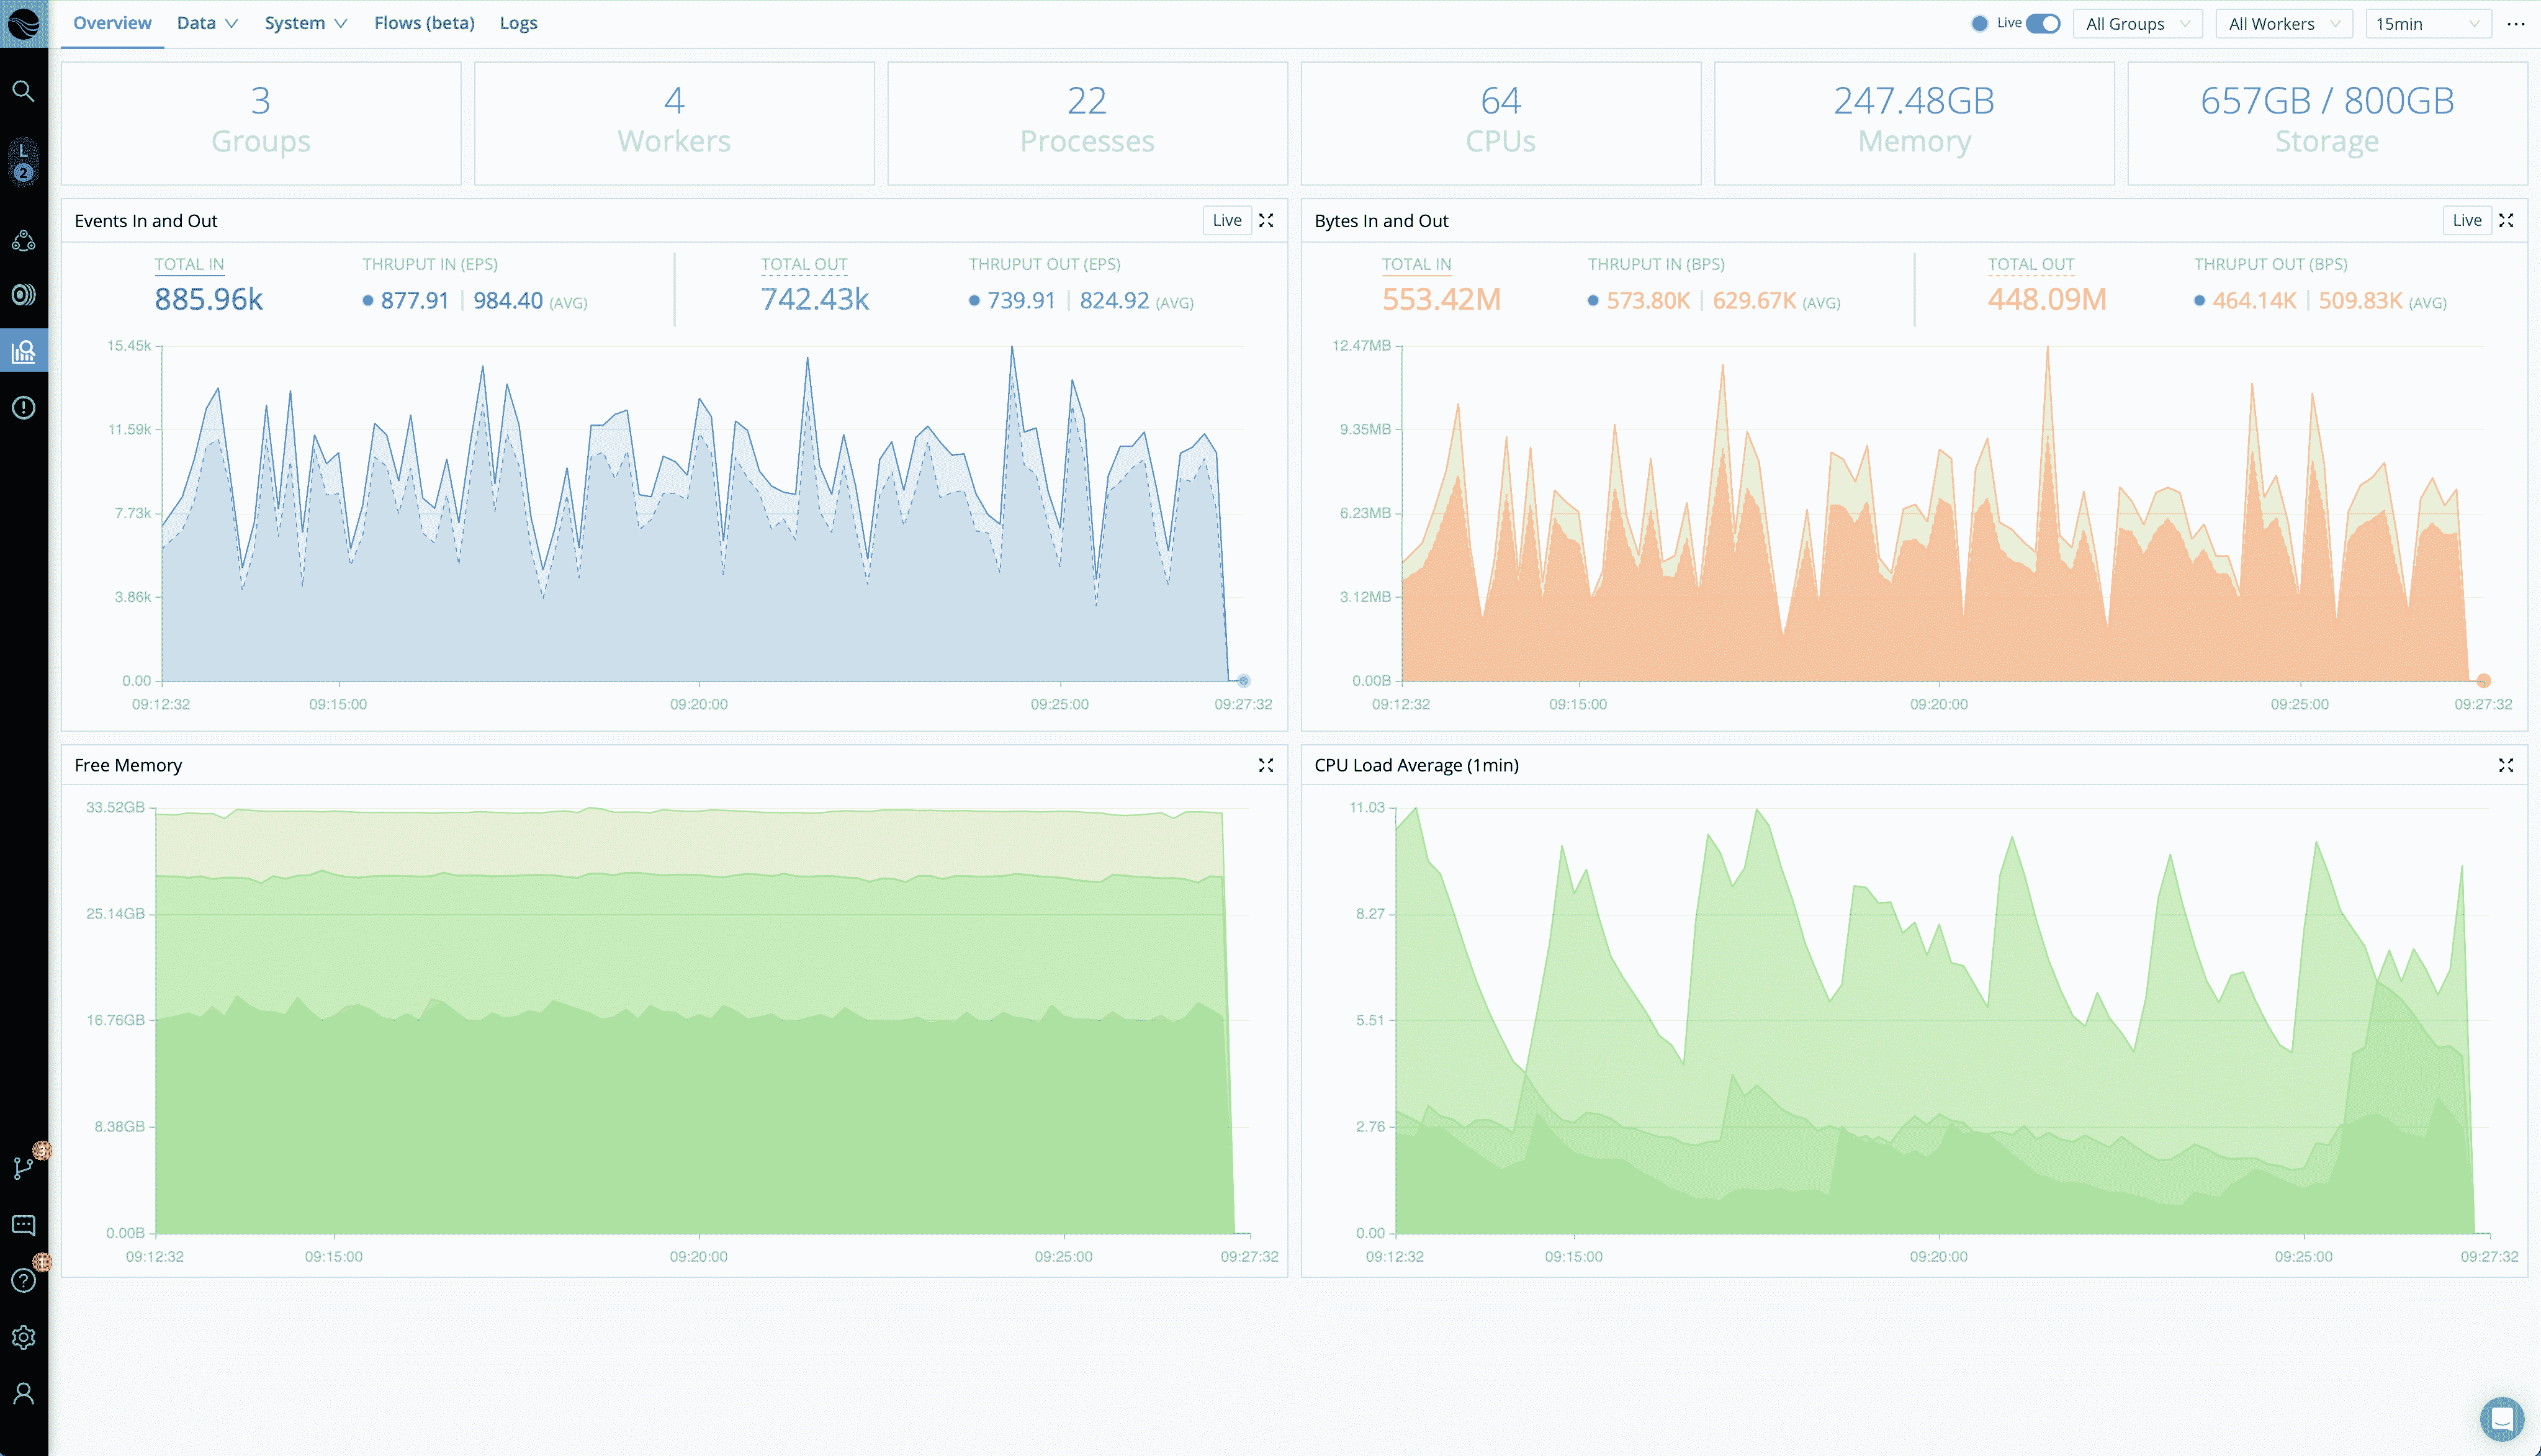 Overview Data System Flows (beta) Logs Live All Groups All Workers 15min
L
2
3
1
3 4 22 64 247.48GB 657GB / 800GB
Groups Workers Processes CPUs Memory Storage
Events In and Out Live
TOTAL IN THRUPUT IN (EPS) TOTAL OUT THRUPUT OUT (EPS)
885.96k 877.91 | 984.40 (AVG) 742.43k 739.91 | 824.92 (AVG)
15.45k
11.59k
7.73k
3.86k
0.00
09:12:32 09:15:00 09:20:00 09:25:00 09:27:32
Bytes In and Out Live
TOTAL IN THRUPUT IN (BPS) TOTAL OUT THRUPUT OUT (BPS)
553.42M 573.80K | 629.67K (AVG) 448.09M 464.14K | 509.83K (AVG)
12.47MB
9.35MB
6.23MB
3.12MB
0.00B
09:12:32 09:15:00 09:20:00 09:25:00 09:27:32
Free Memory
33.52GB
25.14GB
16.76GB
8.38GB
0.00B
09:12:32 09:15:00 09:20:00 09:25:00 09:27:32
CPU Load Average (1min)
11.03
8.27
5.51
2.76
0.00
09:12:32 09:15:00 09:20:00 09:25:00 09:27:32